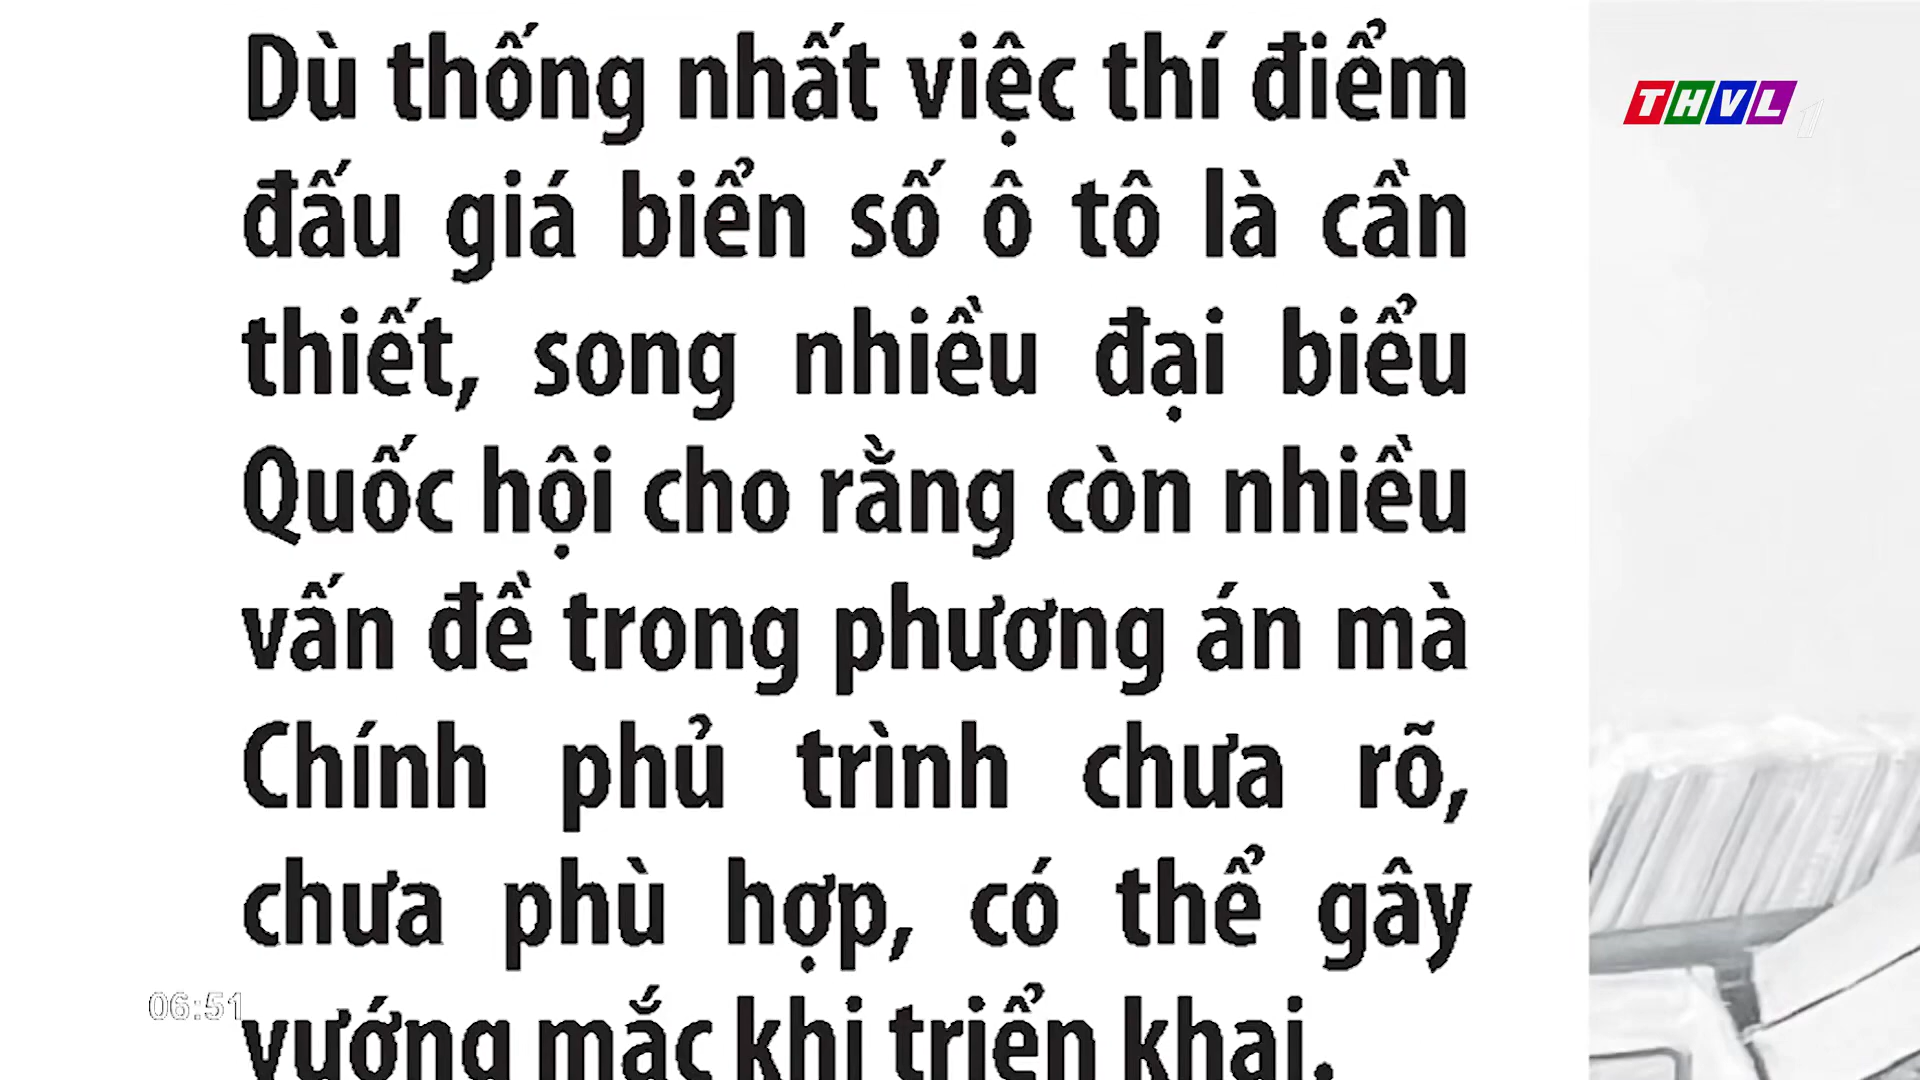 Dù thống nhất việc thí điểm
đấu giá biển số ô tô là cần
thiết, song nhiều đại biểu
Quốc hội cho rằng còn nhiều
vấn đề trong phương án mà
Chính phủ trình chưa rõ,
chưa phù hợp, có thể gây
vướng mắc khi triển khai.
THVL 1
06:51